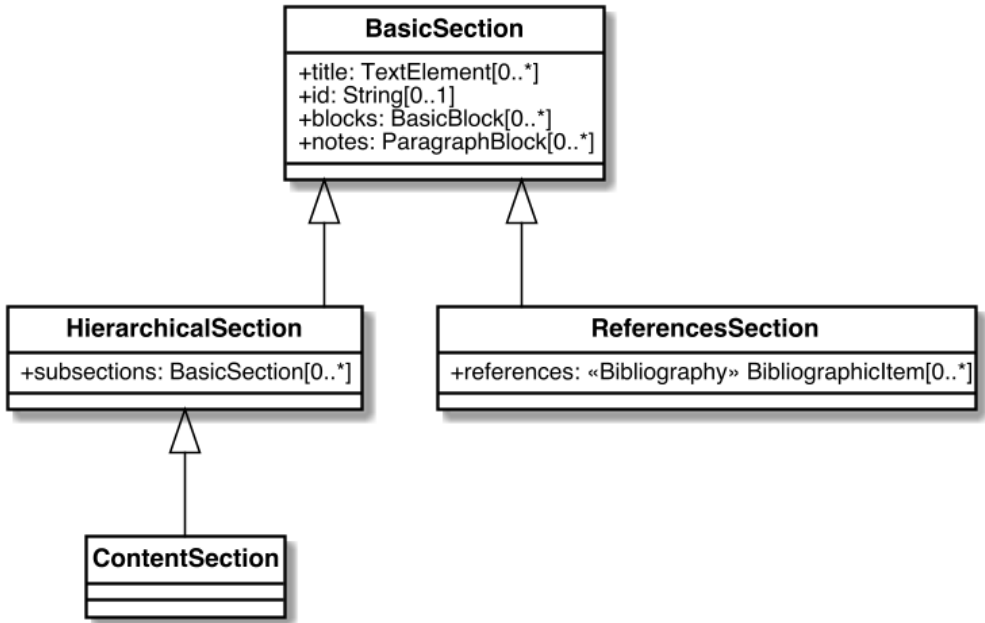 BasicSection
+title: TextElement[0..*]
+id: String[0..1]
+blocks: BasicBlock[0..*]
+notes: ParagraphBlock[0..*]
HierarchicalSection
+subsections: BasicSection[0..*]
ReferencesSection
+references: «Bibliography» BibliographicItem[0..*]
ContentSection